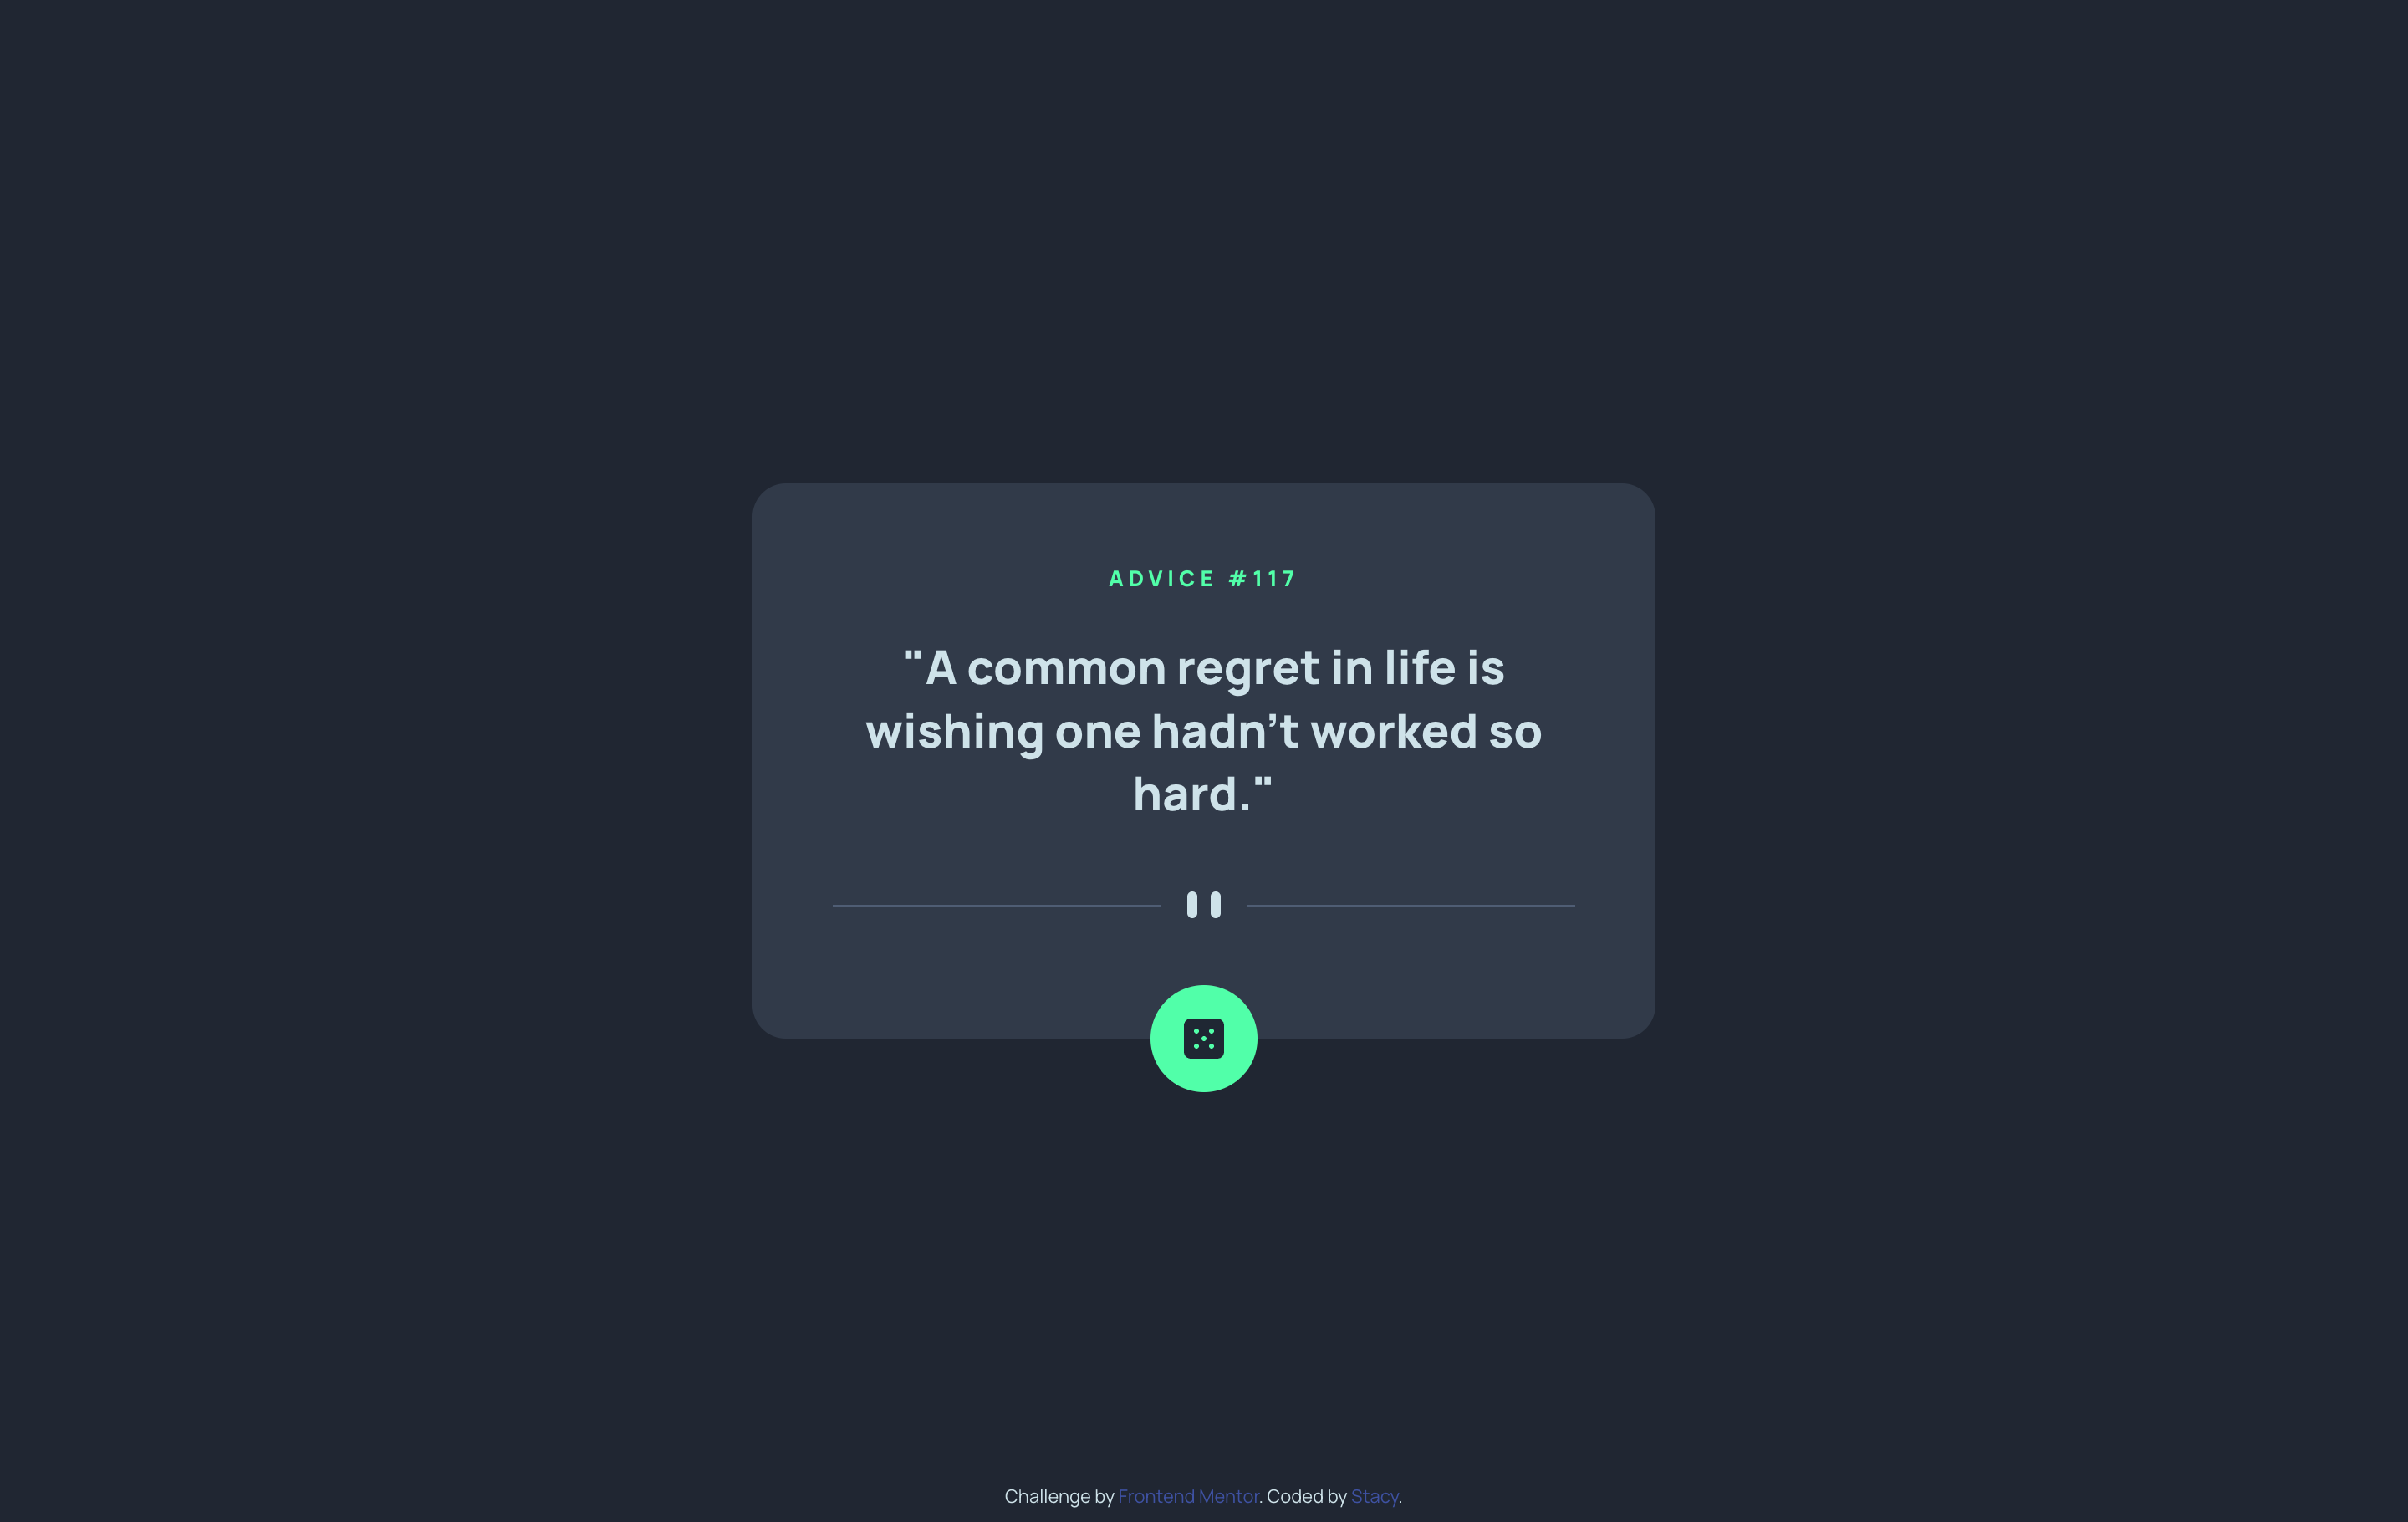 ADVICE #117
"A common regret in life is
wishing one hadn’t worked so
hard."
Challenge by Frontend Mentor. Coded by Stacy.